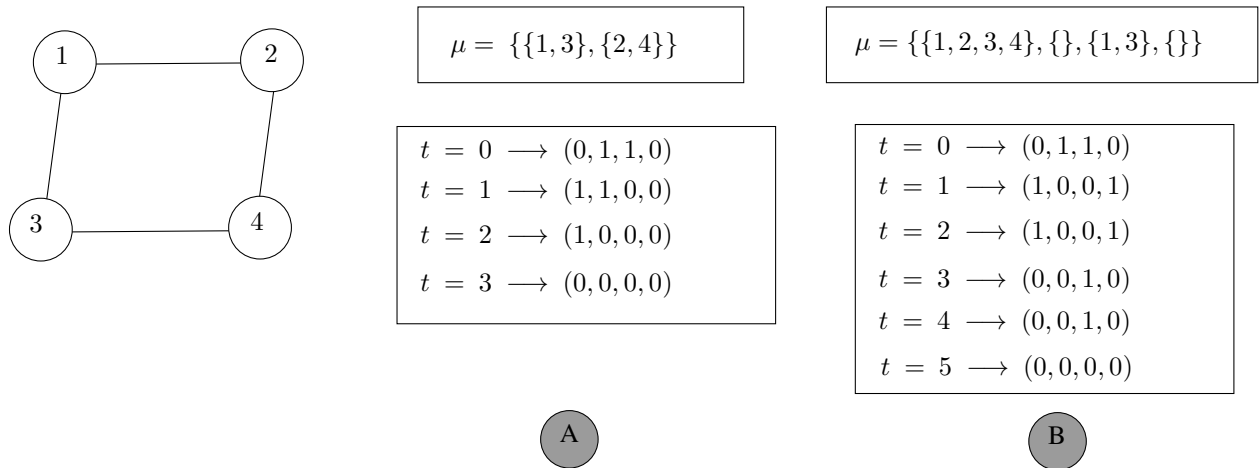 1
2
3
4
μ = {{1, 3}, {2, 4}}
t = 0 ⟶ (0, 1, 1, 0)
t = 1 ⟶ (1, 1, 0, 0)
t = 2 ⟶ (1, 0, 0, 0)
t = 3 ⟶ (0, 0, 0, 0)
A
μ = {{1, 2, 3, 4}, {}, {1, 3}, {}}
t = 0 ⟶ (0, 1, 1, 0)
t = 1 ⟶ (1, 0, 0, 1)
t = 2 ⟶ (1, 0, 0, 1)
t = 3 ⟶ (0, 0, 1, 0)
t = 4 ⟶ (0, 0, 1, 0)
t = 5 ⟶ (0, 0, 0, 0)
B